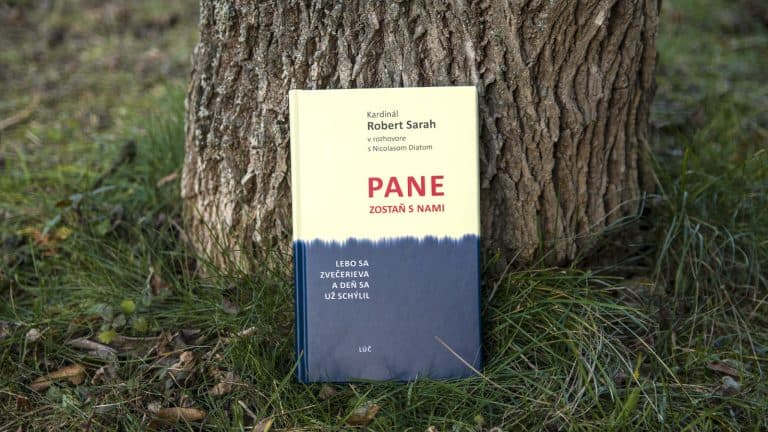 Kardinál
Robert Sarah
v rozhovore
s Nicolasom Diatom
PANE
ZOSTAŇ S NAMI
LEBO SA
ZVEČERIEVA
A DEŇ SA
UŽ SCHÝLIL
LÚČ